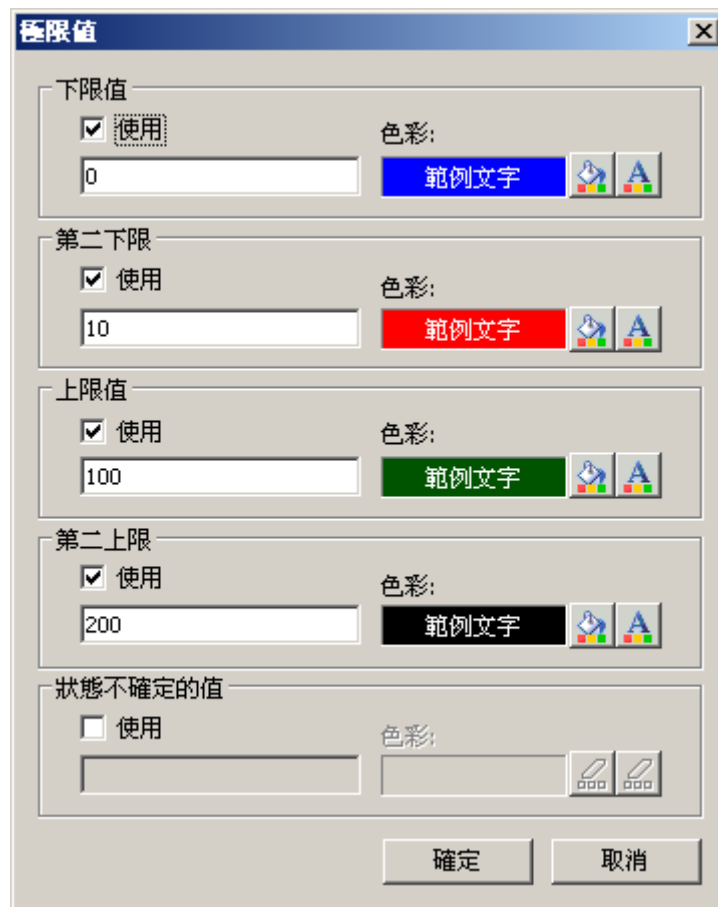 極限值
下限值
使用
色彩:
0
範例文字
第二下限
使用
色彩:
10
範例文字
上限值
使用
色彩:
100
範例文字
第二上限
使用
色彩:
200
範例文字
狀態不確定的值
使用
色彩:
確定
取消